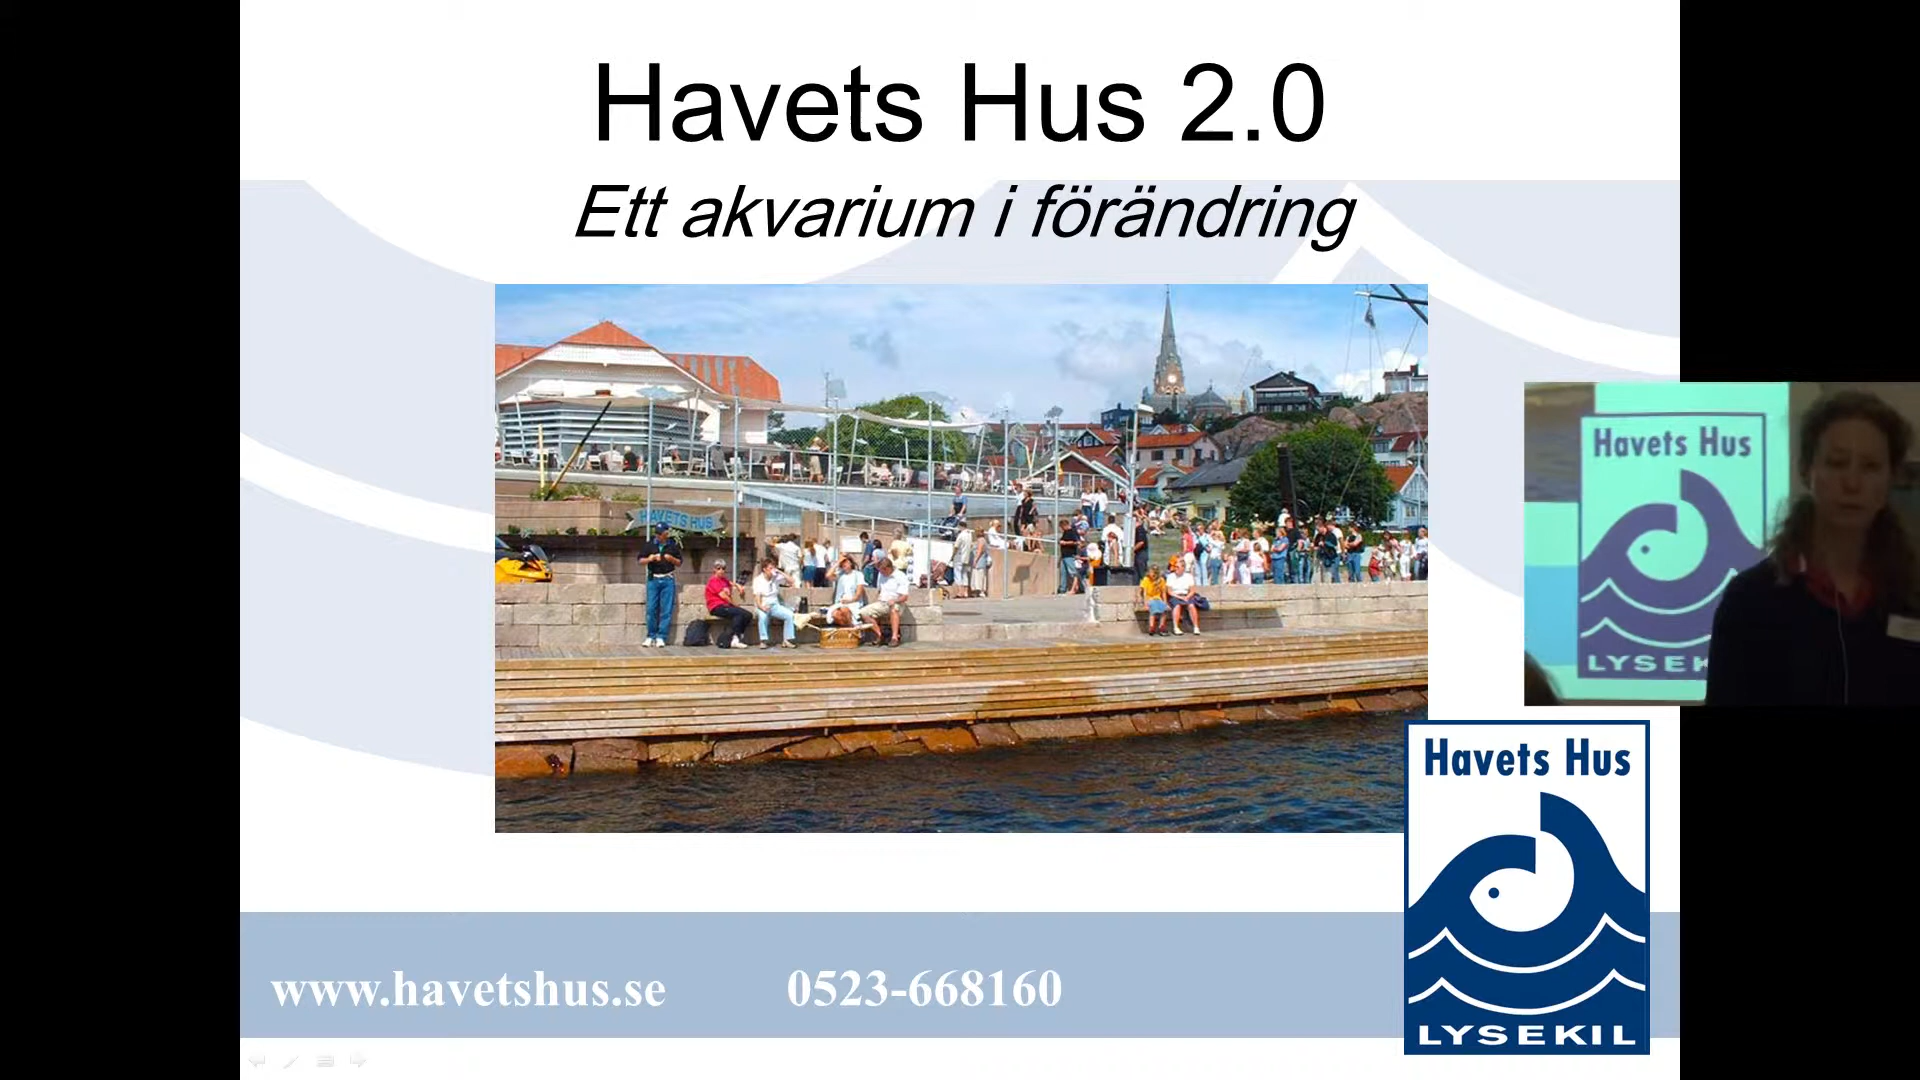 Havets Hus 2.0
Ett akvarium i förändring
HAVETS HUS
Havets Hus
LYSEK
Havets Hus
LYSEKIL
www.havetshus.se 0523-668160